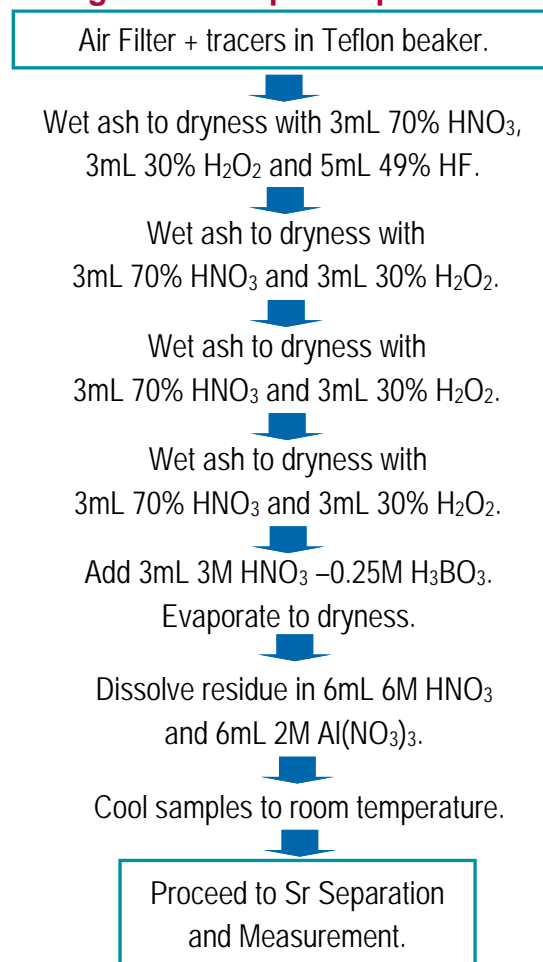 Air Filter + tracers in Teflon beaker.
Wet ash to dryness with 3mL 70% HNO₃,
3mL 30% H₂O₂ and 5mL 49% HF.
Wet ash to dryness with
3mL 70% HNO₃ and 3mL 30% H₂O₂.
Wet ash to dryness with
3mL 70% HNO₃ and 3mL 30% H₂O₂.
Wet ash to dryness with
3mL 70% HNO₃ and 3mL 30% H₂O₂.
Add 3mL 3M HNO₃ –0.25M H₃BO₃.
Evaporate to dryness.
Dissolve residue in 6mL 6M HNO₃
and 6mL 2M Al(NO₃)₃.
Cool samples to room temperature.
Proceed to Sr Separation
and Measurement.